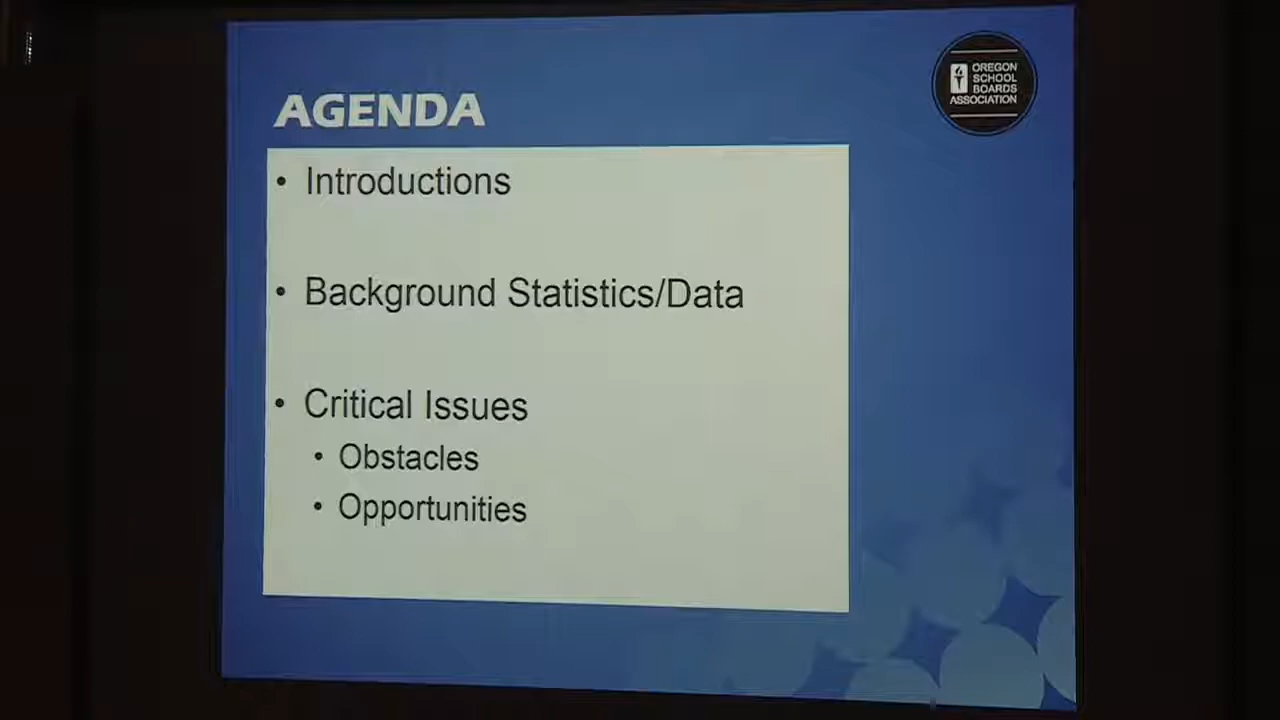 AGENDA
OREGON
SCHOOL
BOARDS
ASSOCIATION
• Introductions
• Background Statistics/Data
• Critical Issues
• Obstacles
• Opportunities